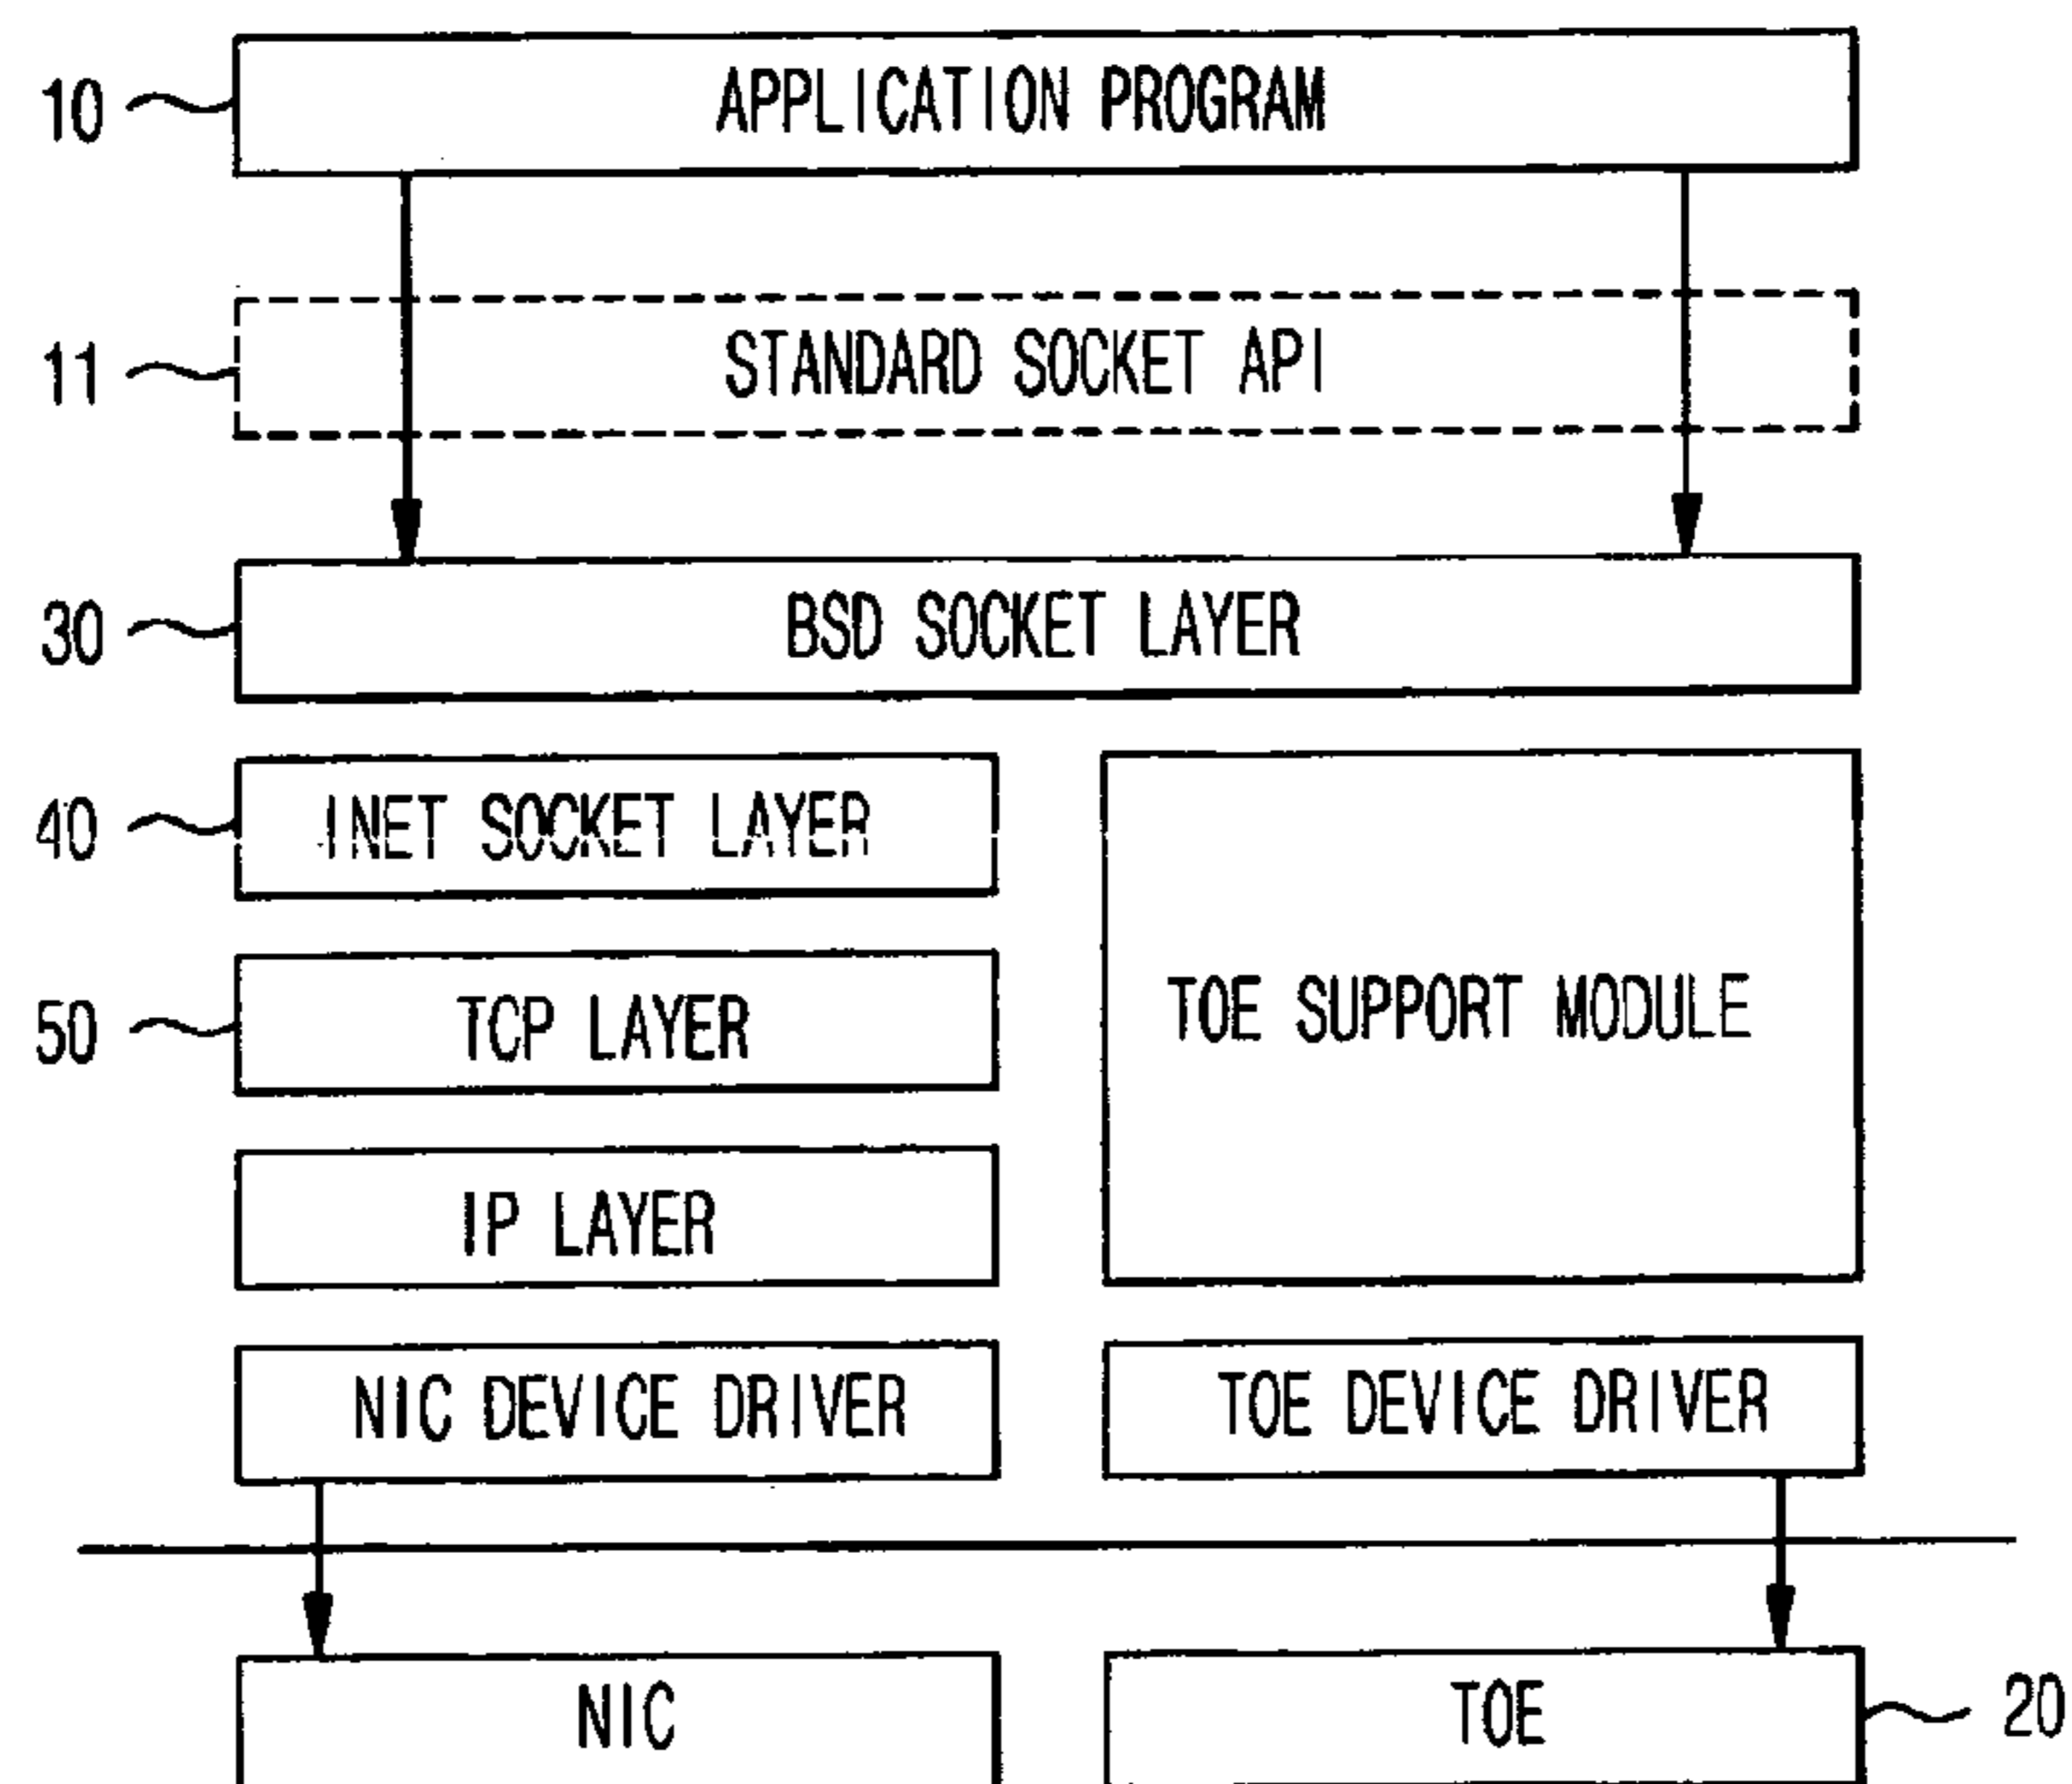 10 APPLICATION PROGRAM
11 STANDARD SOCKET API
30 BSD SOCKET LAYER
40 INET SOCKET LAYER
50 TCP LAYER
TOE SUPPORT MODULE
IP LAYER
NIC DEVICE DRIVER
TOE DEVICE DRIVER
NIC
TOE 20